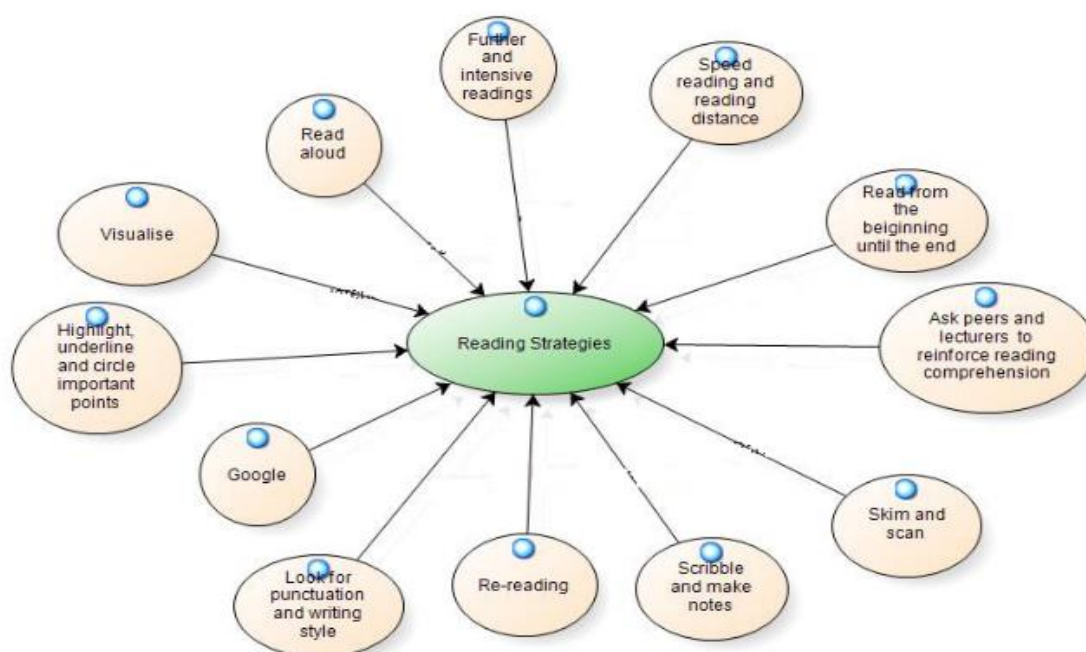 Further
and
intensive
readings
Speed
reading and
reading
distance
Read
aloud
Read from
the
beiginning
until the end
Visualise
Ask peers and
lecturers to
reinforce reading
comprehension
Highlight,
underline
and circle
important
points
Reading Strategies
Google
Skim and
scan
Look for
punctuation
and writing
style
Re-reading
Scribble
and make
notes